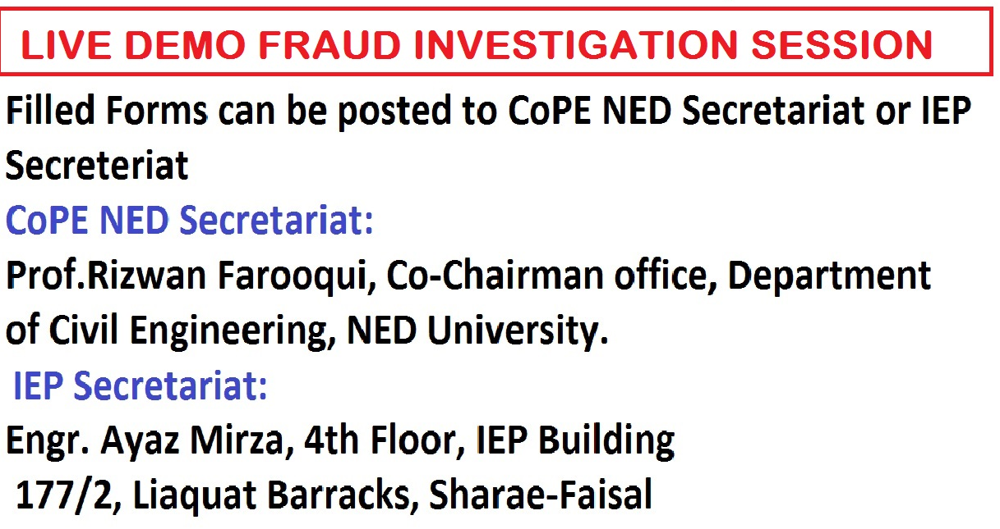 LIVE DEMO FRAUD INVESTIGATION SESSION
Filled Forms can be posted to CoPE NED Secretariat or IEP
Secreteriat
CoPE NED Secretariat:
Prof.Rizwan Farooqui, Co-Chairman office, Department
of Civil Engineering, NED University.
IEP Secretariat:
Engr. Ayaz Mirza, 4th Floor, IEP Building
177/2, Liaquat Barracks, Sharae-Faisal